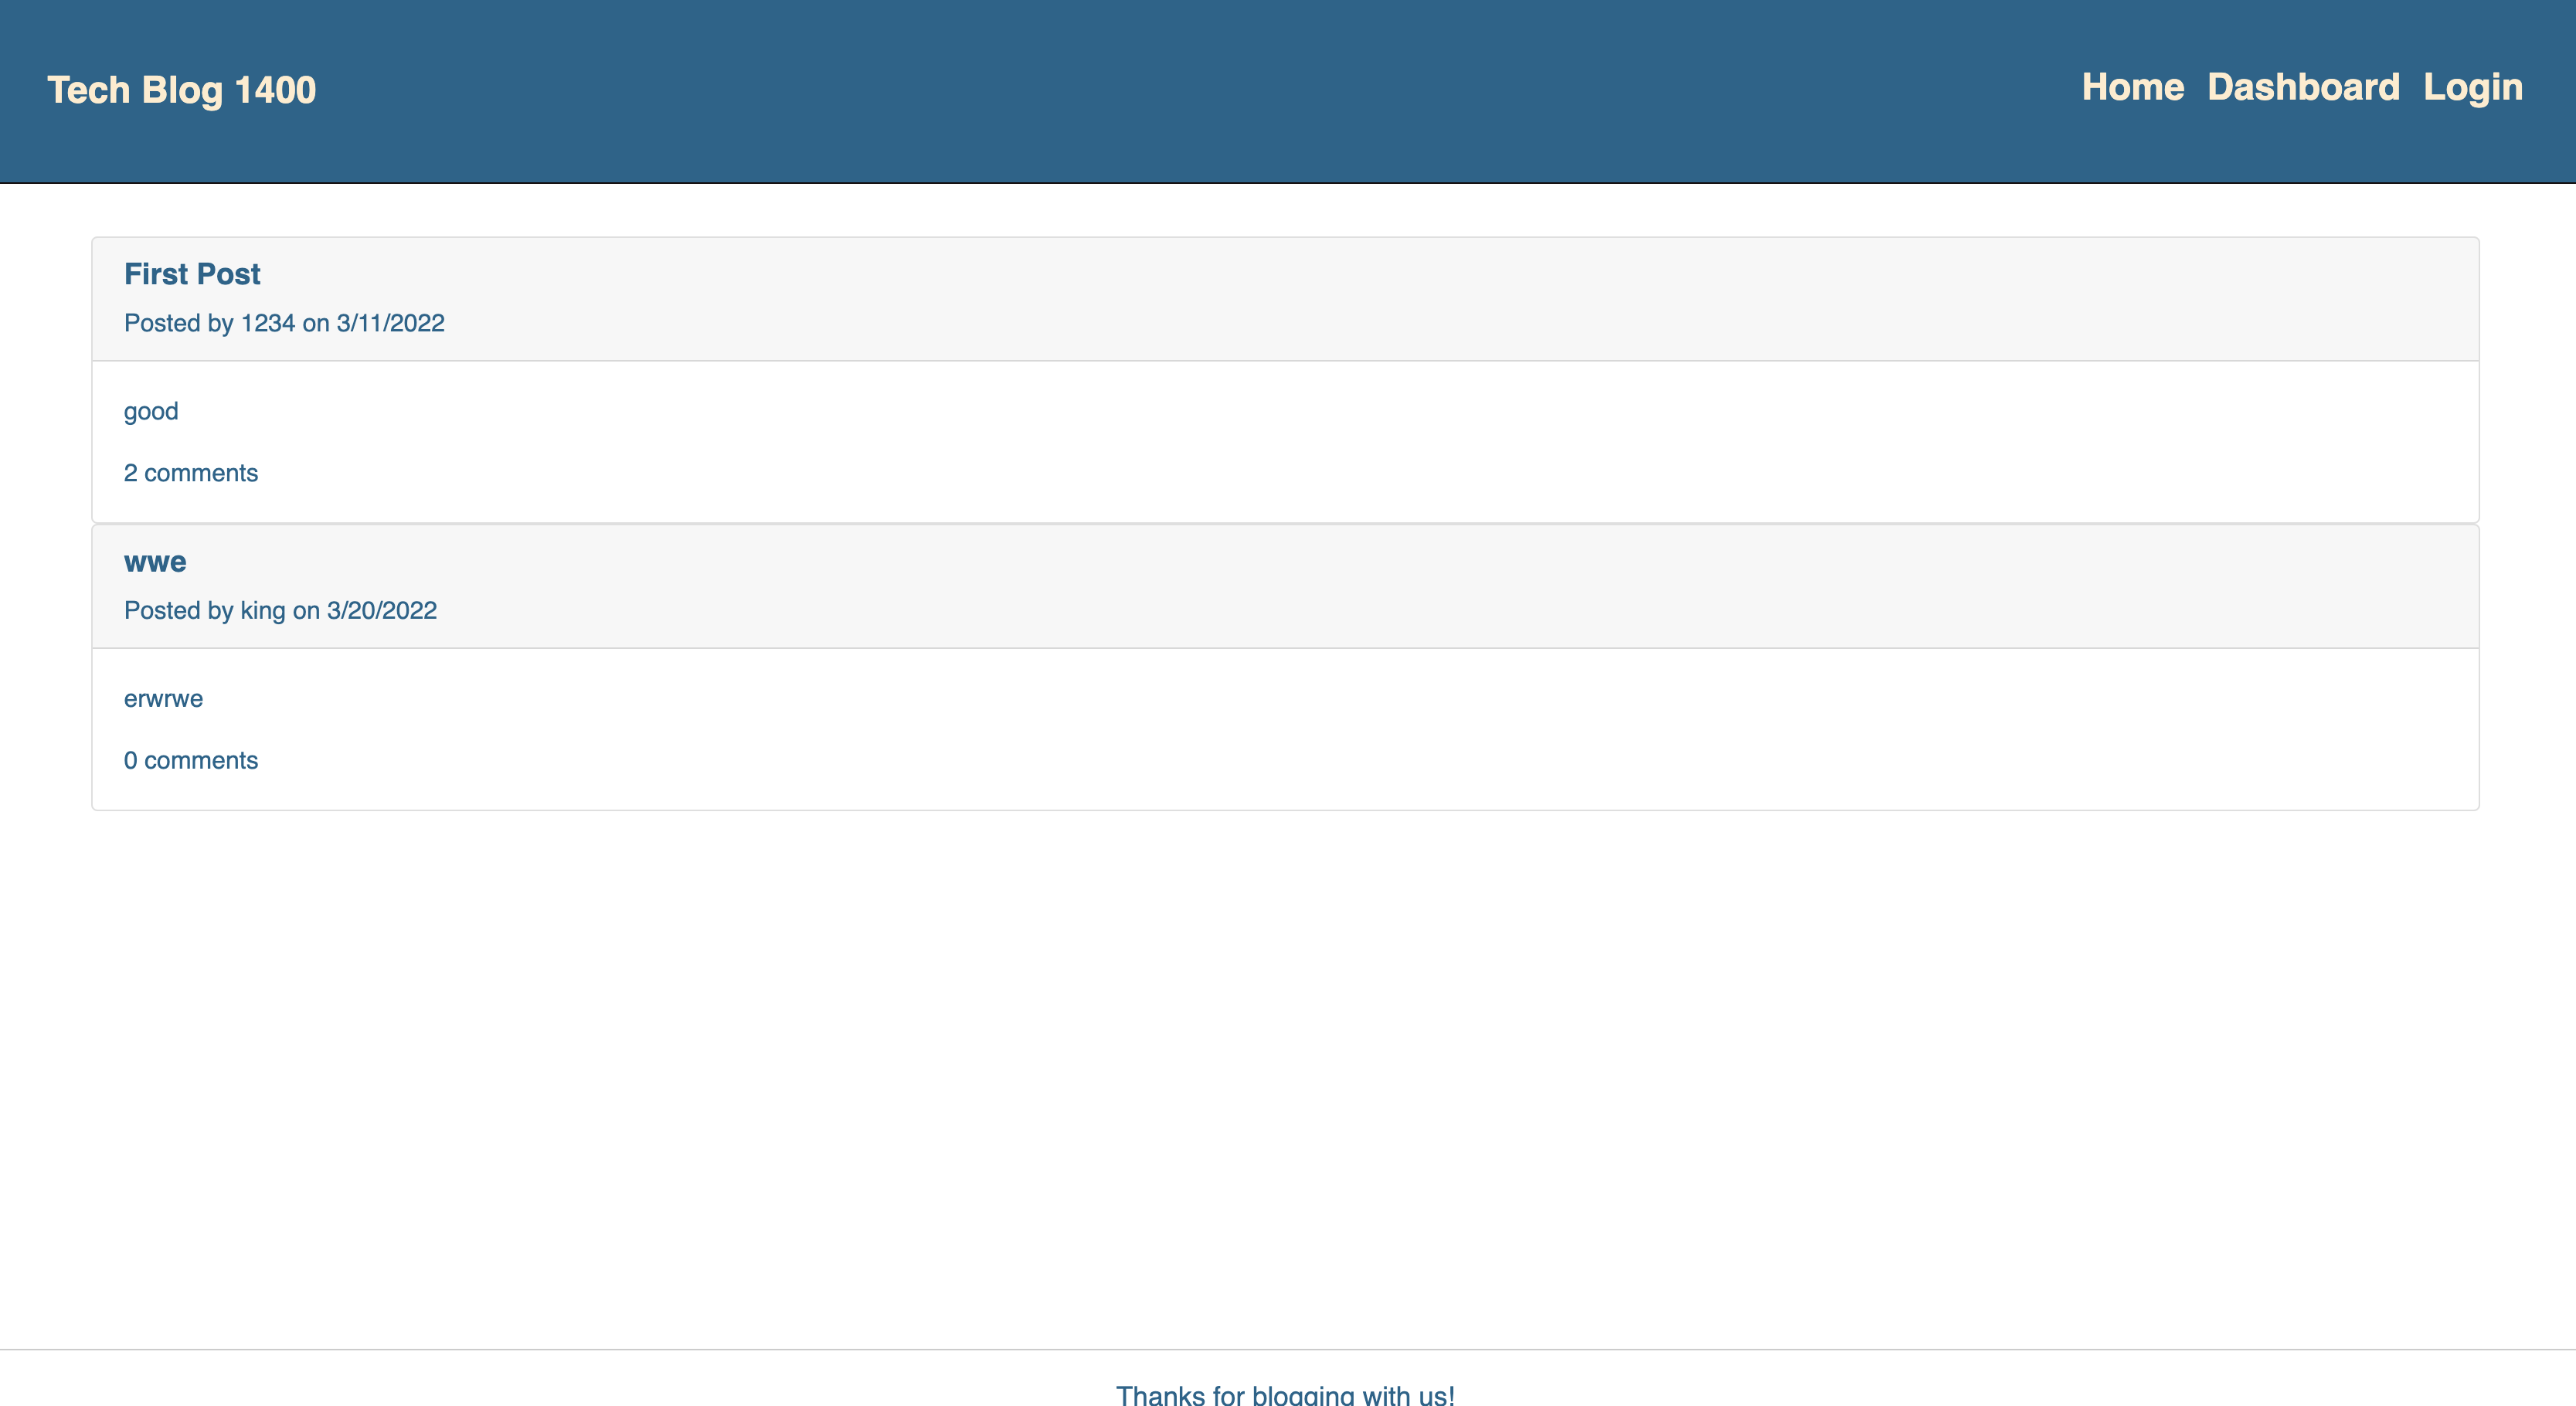 Tech Blog 1400
Home Dashboard Login
First Post
Posted by 1234 on 3/11/2022
good
2 comments
wwe
Posted by king on 3/20/2022
erwrwe
0 comments
Thanks for blogging with us!